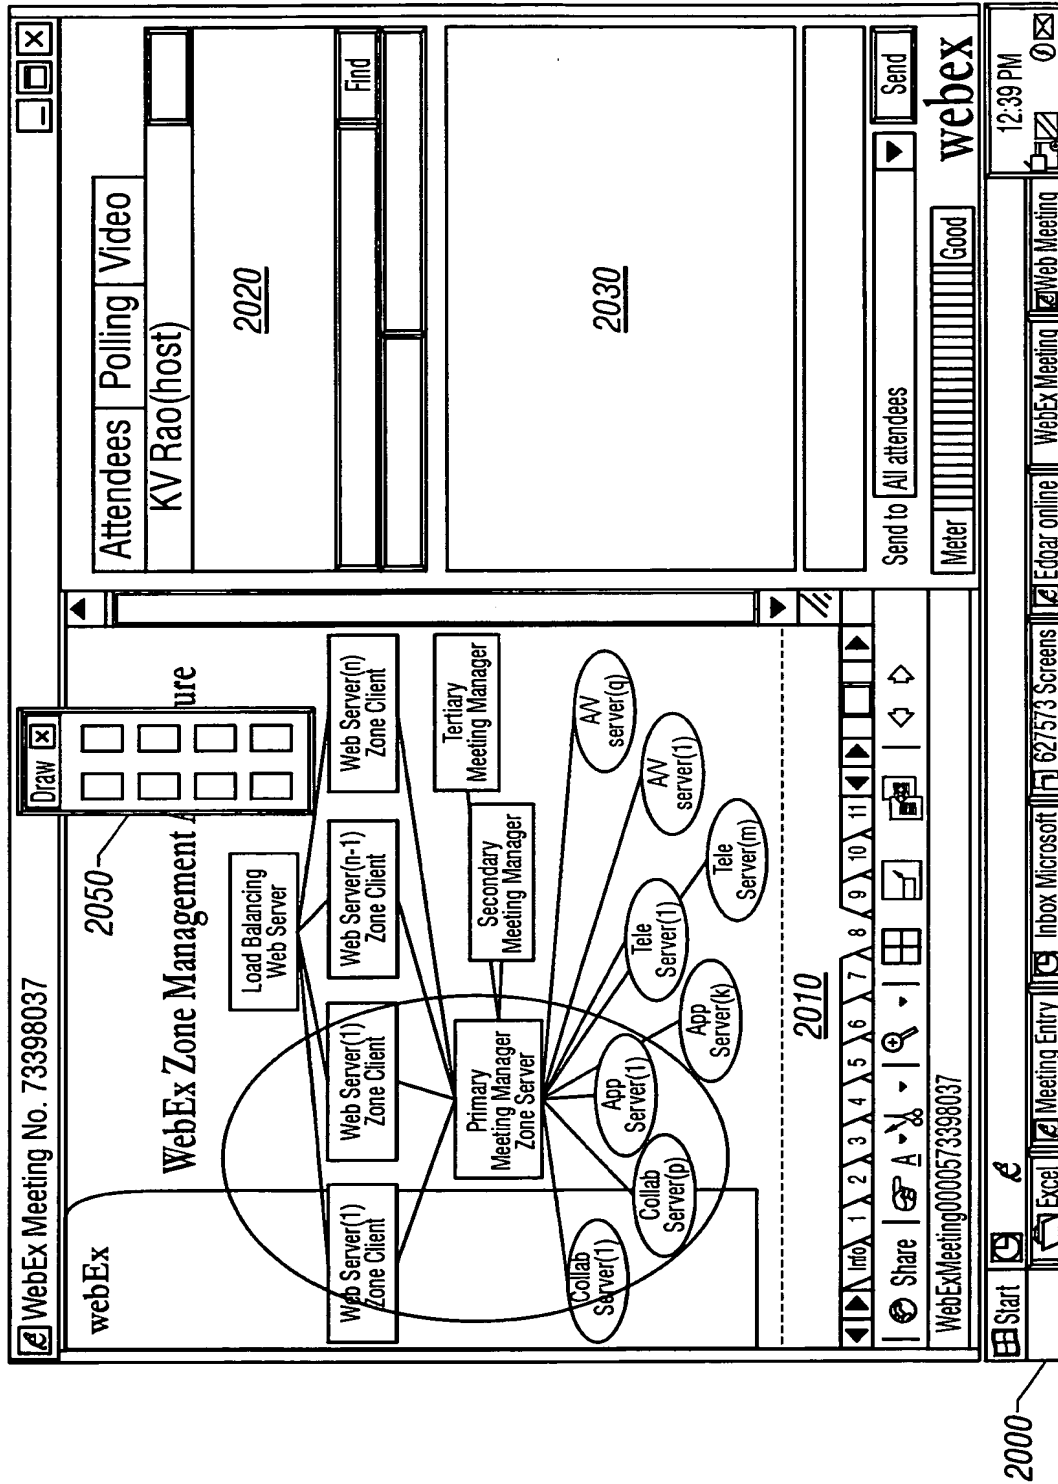 WebEx Meeting No. 73398037
webEx
WebEx Zone Management A
ure
2050
Draw
Load Balancing
Web Server
Web Server(1)
Zone Client
Web Server(1)
Zone Client
Web Server(n-1)
Zone Client
Web Server(n)
Zone Client
Primary
Meeting Manager
Zone Server
Secondary
Meeting Manager
Tertiary
Meeting Manager
Collab
Server(1)
Collab
Server(p)
App
Server(1)
App
Server(k)
Tele
Server(1)
Tele
Server(m)
A/V
server(1)
A/V
server(q)
2010
Info 1 2 3 4 5 6 7 8 9 10 11
Share A
WebExMeeting0000573398037
Attendees Polling Video
KV Rao(host)
2020
Find
2030
Send to All attendees Send
Meter Good
webex
Start
12:39 PM
Excel Meeting Entry Inbox Microsoft 627573 Screens Edgar online WebEx Meeting Web Meeting
2000